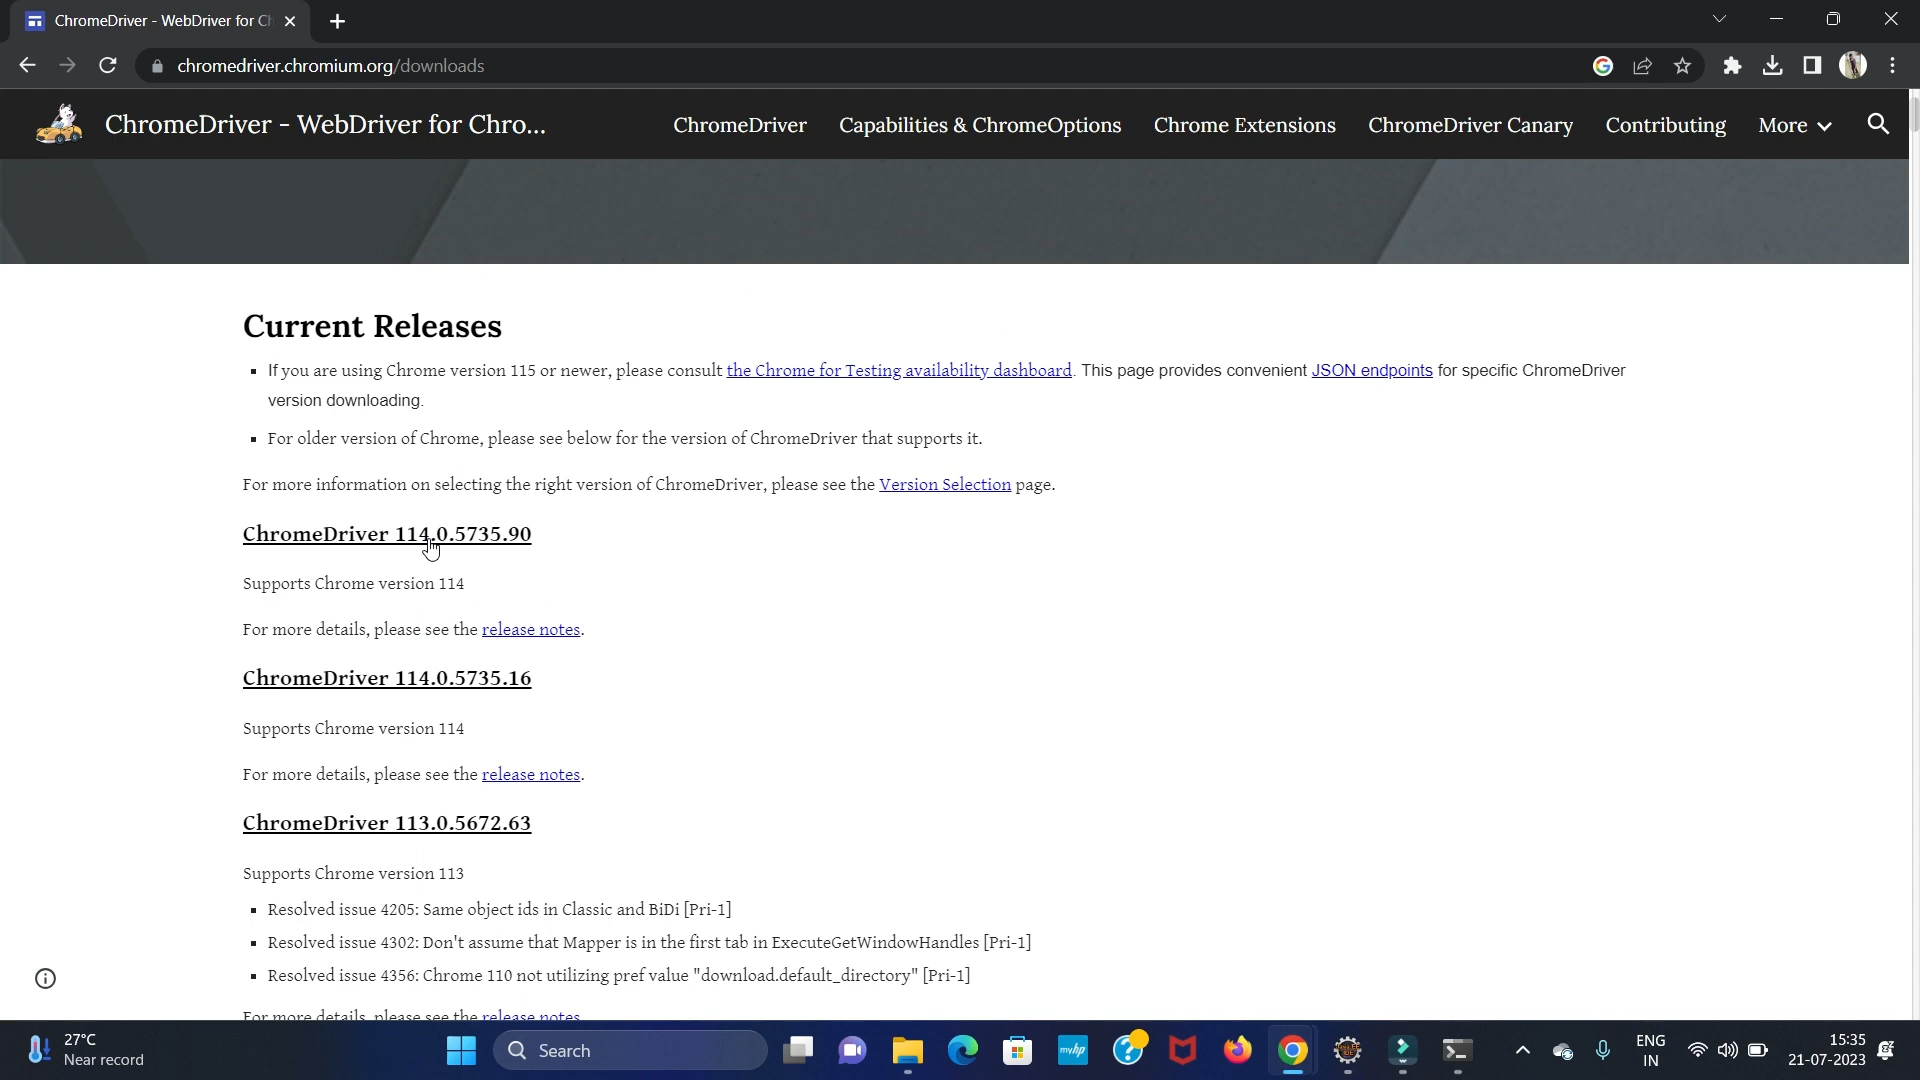 ChromeDriver - WebDriver for Ch
chromedriver.chromium.org/downloads
ChromeDriver - WebDriver for Chro...
ChromeDriver
Capabilities & ChromeOptions
Chrome Extensions
ChromeDriver Canary
Contributing
More
Current Releases
If you are using Chrome version 115 or newer, please consult the Chrome for Testing availability dashboard. This page provides convenient JSON endpoints for specific ChromeDriver
version downloading.
For older version of Chrome, please see below for the version of ChromeDriver that supports it.
For more information on selecting the right version of ChromeDriver, please see the Version Selection page.
ChromeDriver 114.0.5735.90
Supports Chrome version 114
For more details, please see the release notes.
ChromeDriver 114.0.5735.16
Supports Chrome version 114
For more details, please see the release notes.
ChromeDriver 113.0.5672.63
Supports Chrome version 113
Resolved issue 4205: Same object ids in Classic and BiDi [Pri-1]
Resolved issue 4302: Don't assume that Mapper is in the first tab in ExecuteGetWindowHandles [Pri-1]
Resolved issue 4356: Chrome 110 not utilizing pref value "download.default_directory" [Pri-1]
For more details, please see the release notes.
27°C
Near record
Search
myhp
ENG
IN
15:35
21-07-2023